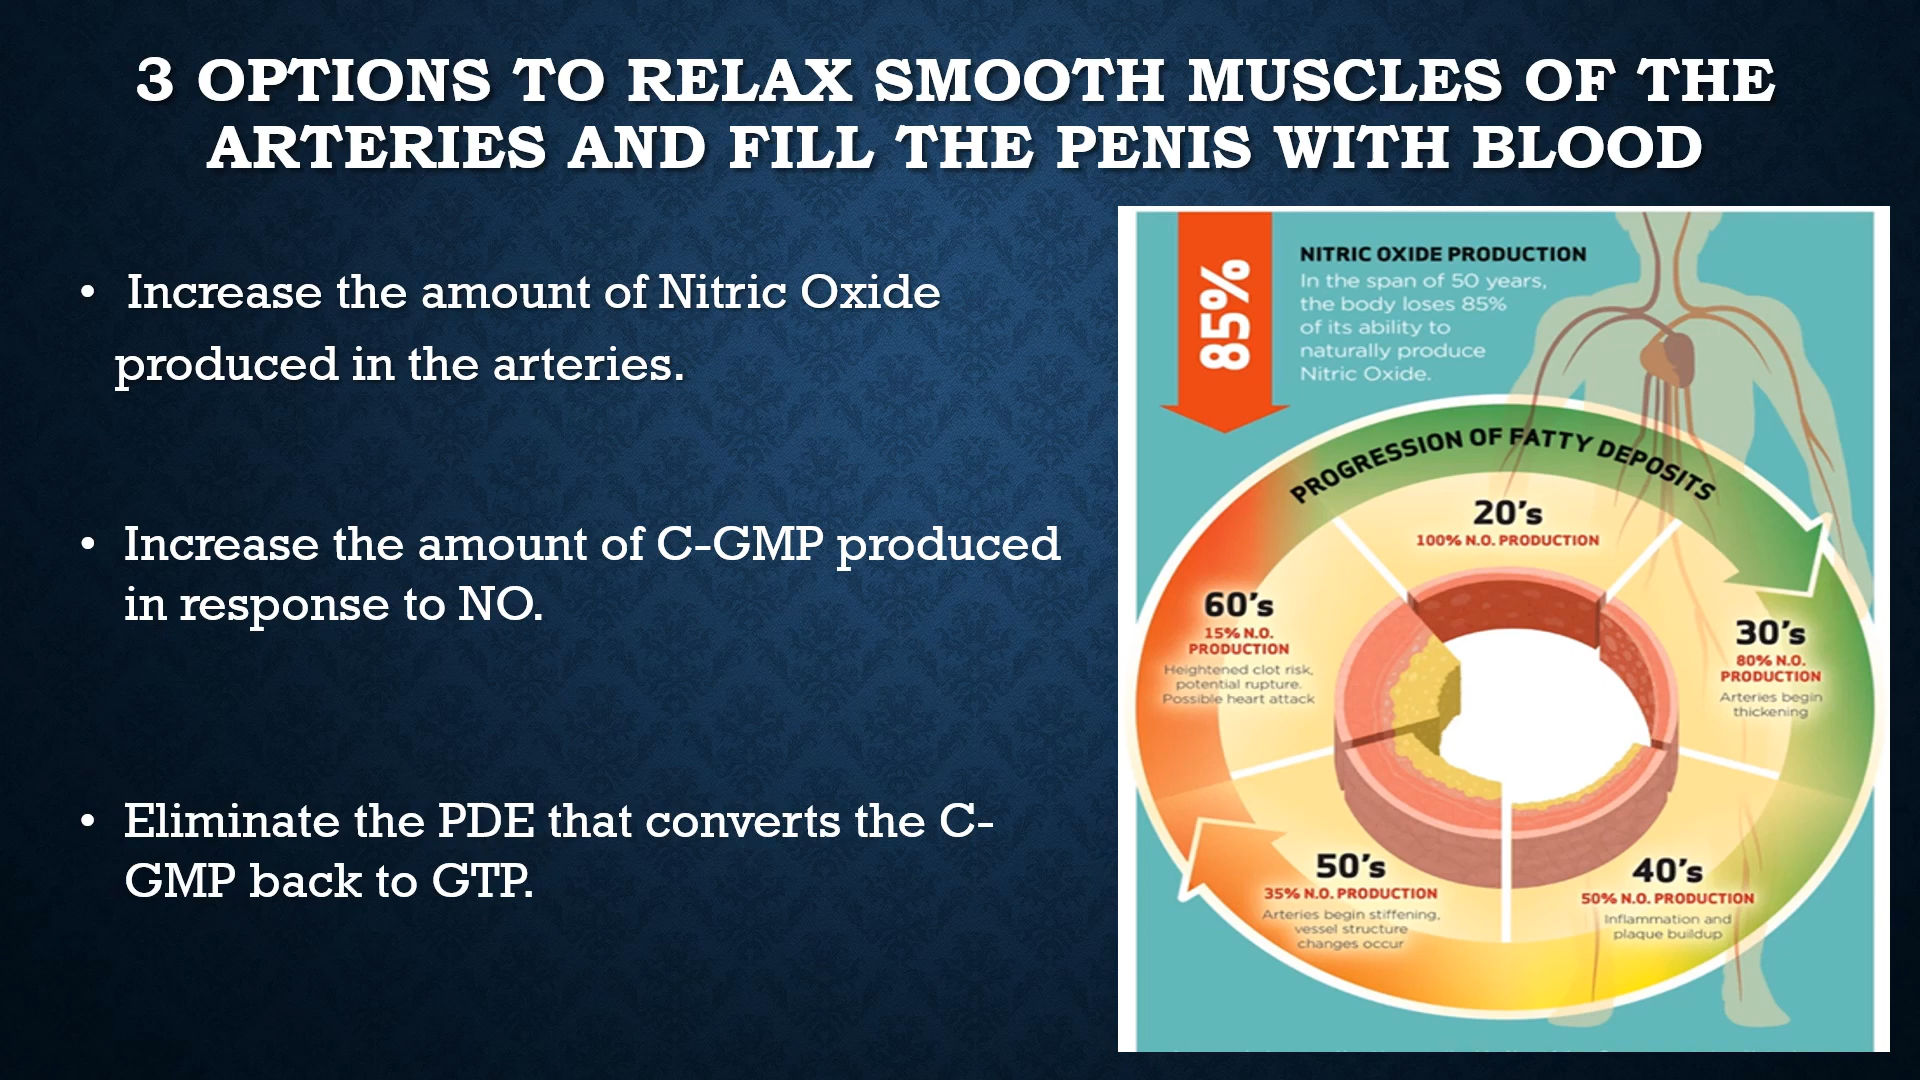 3 OPTIONS TO RELAX SMOOTH MUSCLES OF THE
ARTERIES AND FILL THE PENIS WITH BLOOD
• Increase the amount of Nitric Oxide
produced in the arteries.
• Increase the amount of C-GMP produced
in response to NO.
• Eliminate the PDE that converts the C-
GMP back to GTP.
85%
NITRIC OXIDE PRODUCTION
In the span of 50 years,
the body loses 85%
of its ability to
naturally produce
Nitric Oxide.
PROGRESSION OF FATTY DEPOSITS
20's
100% N.O. PRODUCTION
30's
80% N.O.
PRODUCTION
Arteries begin
thickening
40's
50% N.O. PRODUCTION
Inflammation and
plaque buildup
50's
35% N.O. PRODUCTION
Arteries begin stiffening,
vessel structure
changes occur
60's
15% N.O.
PRODUCTION
Heightened clot risk,
potential rupture.
Possible heart attack